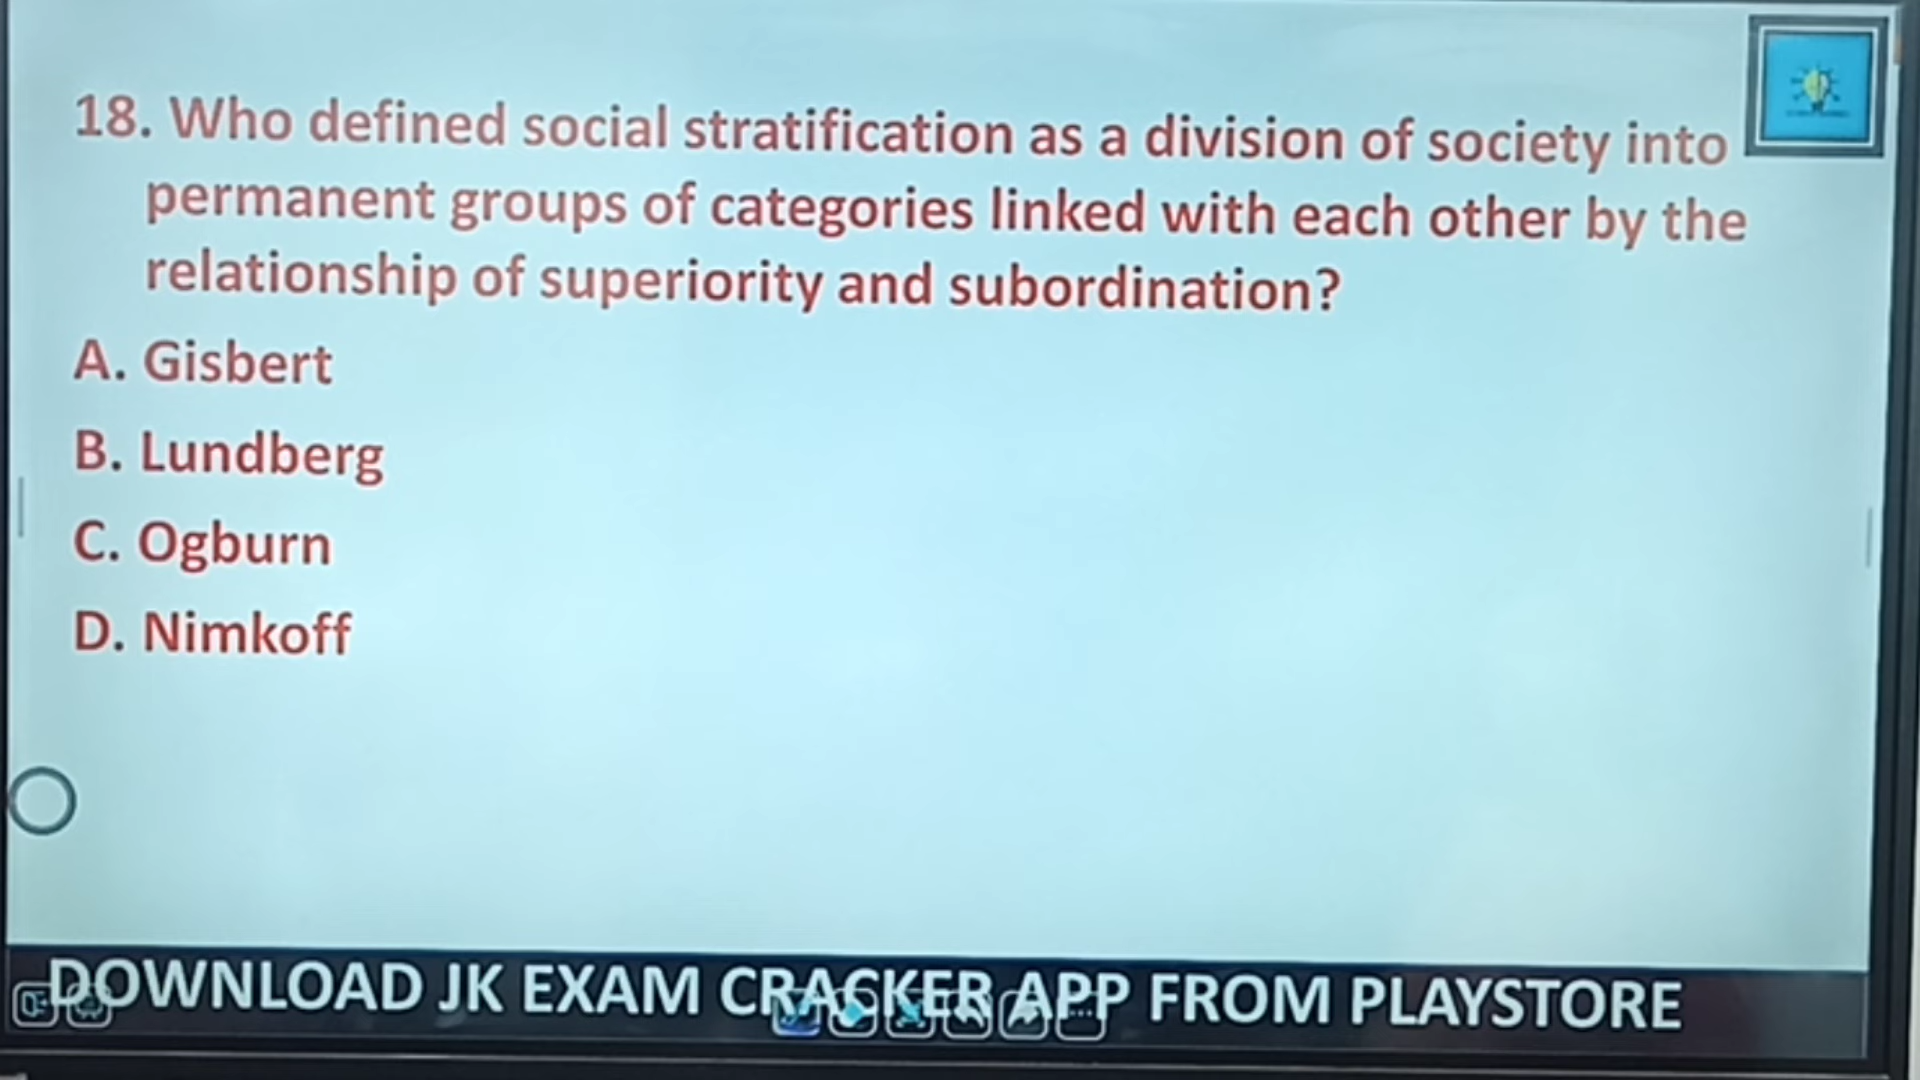 18. Who defined social stratification as a division of society into
permanent groups of categories linked with each other by the
relationship of superiority and subordination?
A. Gisbert
B. Lundberg
C. Ogburn
D. Nimkoff
DOWNLOAD JK EXAM CRACKER APP FROM PLAYSTORE